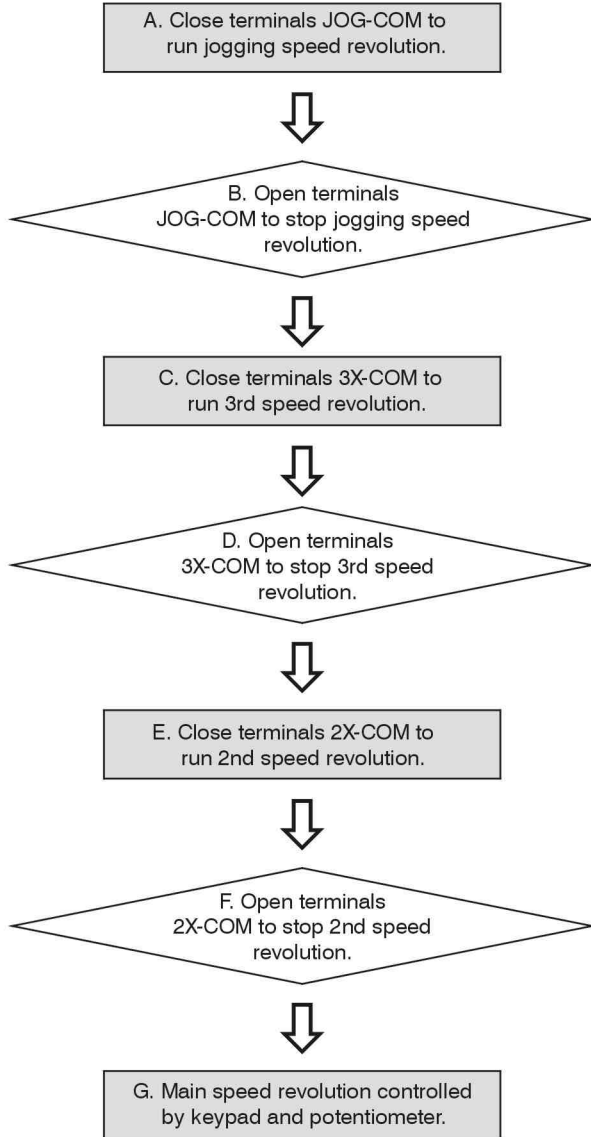 A. Close terminals JOG-COM to
run jogging speed revolution.
B. Open terminals
JOG-COM to stop jogging speed
revolution.
C. Close terminals 3X-COM to
run 3rd speed revolution.
D. Open terminals
3X-COM to stop 3rd speed
revolution.
E. Close terminals 2X-COM to
run 2nd speed revolution.
F. Open terminals
2X-COM to stop 2nd speed
revolution.
G. Main speed revolution controlled
by keypad and potentiometer.